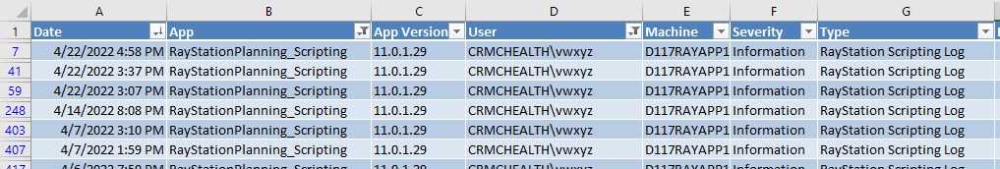 A B C D E F G
1 Date App App Version User Machine Severity Type
7 4/22/2022 4:58 PM RayStationPlanning_Scripting 11.0.1.29 CRMCHEALTH\vwxyz D117RAYAPP1 Information RayStation Scripting Log
41 4/22/2022 3:37 PM RayStationPlanning_Scripting 11.0.1.29 CRMCHEALTH\vwxyz D117RAYAPP1 Information RayStation Scripting Log
59 4/22/2022 3:07 PM RayStationPlanning_Scripting 11.0.1.29 CRMCHEALTH\vwxyz D117RAYAPP1 Information RayStation Scripting Log
248 4/14/2022 8:08 PM RayStationPlanning_Scripting 11.0.1.29 CRMCHEALTH\vwxyz D117RAYAPP1 Information RayStation Scripting Log
403 4/7/2022 3:10 PM RayStationPlanning_Scripting 11.0.1.29 CRMCHEALTH\vwxyz D117RAYAPP1 Information RayStation Scripting Log
407 4/7/2022 1:59 PM RayStationPlanning_Scripting 11.0.1.29 CRMCHEALTH\vwxyz D117RAYAPP1 Information RayStation Scripting Log